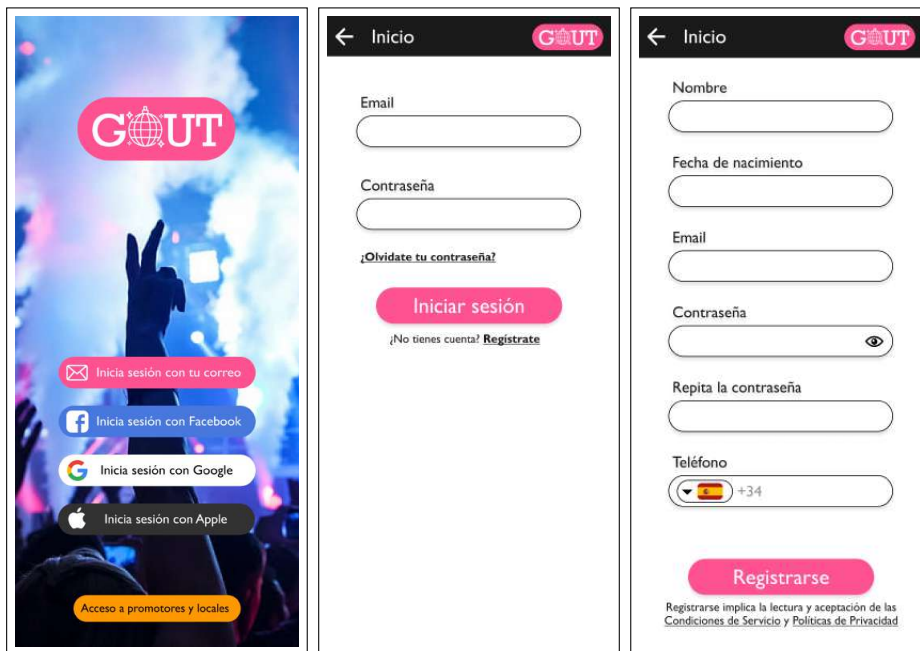 GOUT
Inicia sesión con tu correo
Inicia sesión con Facebook
Inicia sesión con Google
Inicia sesión con Apple
Acceso a promotores y locales
Inicio
GOUT
Email
Contraseña
¿Olvidate tu contraseña?
Iniciar sesión
¿No tienes cuenta? Regístrate
Inicio
GOUT
Nombre
Fecha de nacimiento
Email
Contraseña
Repita la contraseña
Teléfono
+34
Registrarse
Registrarse implica la lectura y aceptación de las
Condiciones de Servicio y Políticas de Privacidad